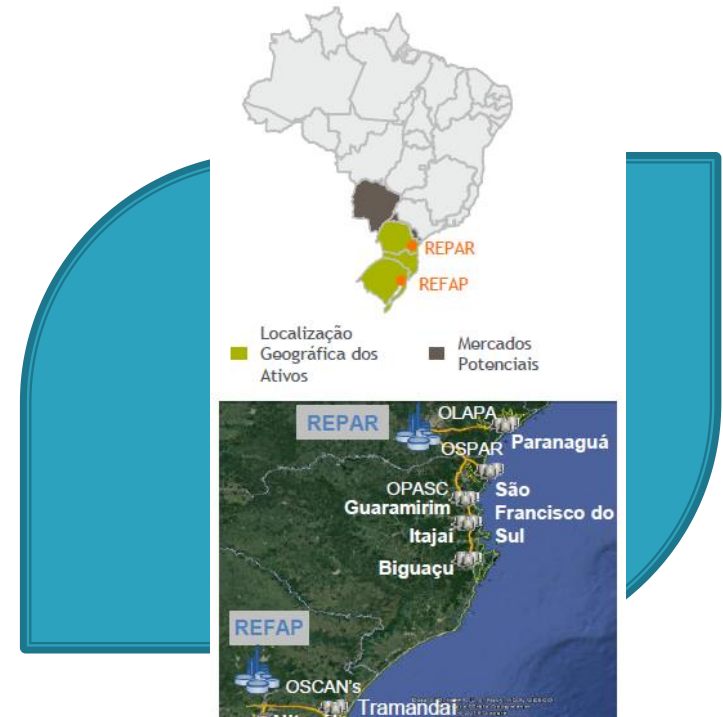 REPAR
REFAP
Localização
Geográfica dos
Ativos
Mercados
Potenciais
REPAR
OLAPA
Paranaguá
OSPAR
OPASC
São
Guaramirim
Francisco do
Itajaí
Sul
Biguaçu
REFAP
OSCAN's
Tramandaí